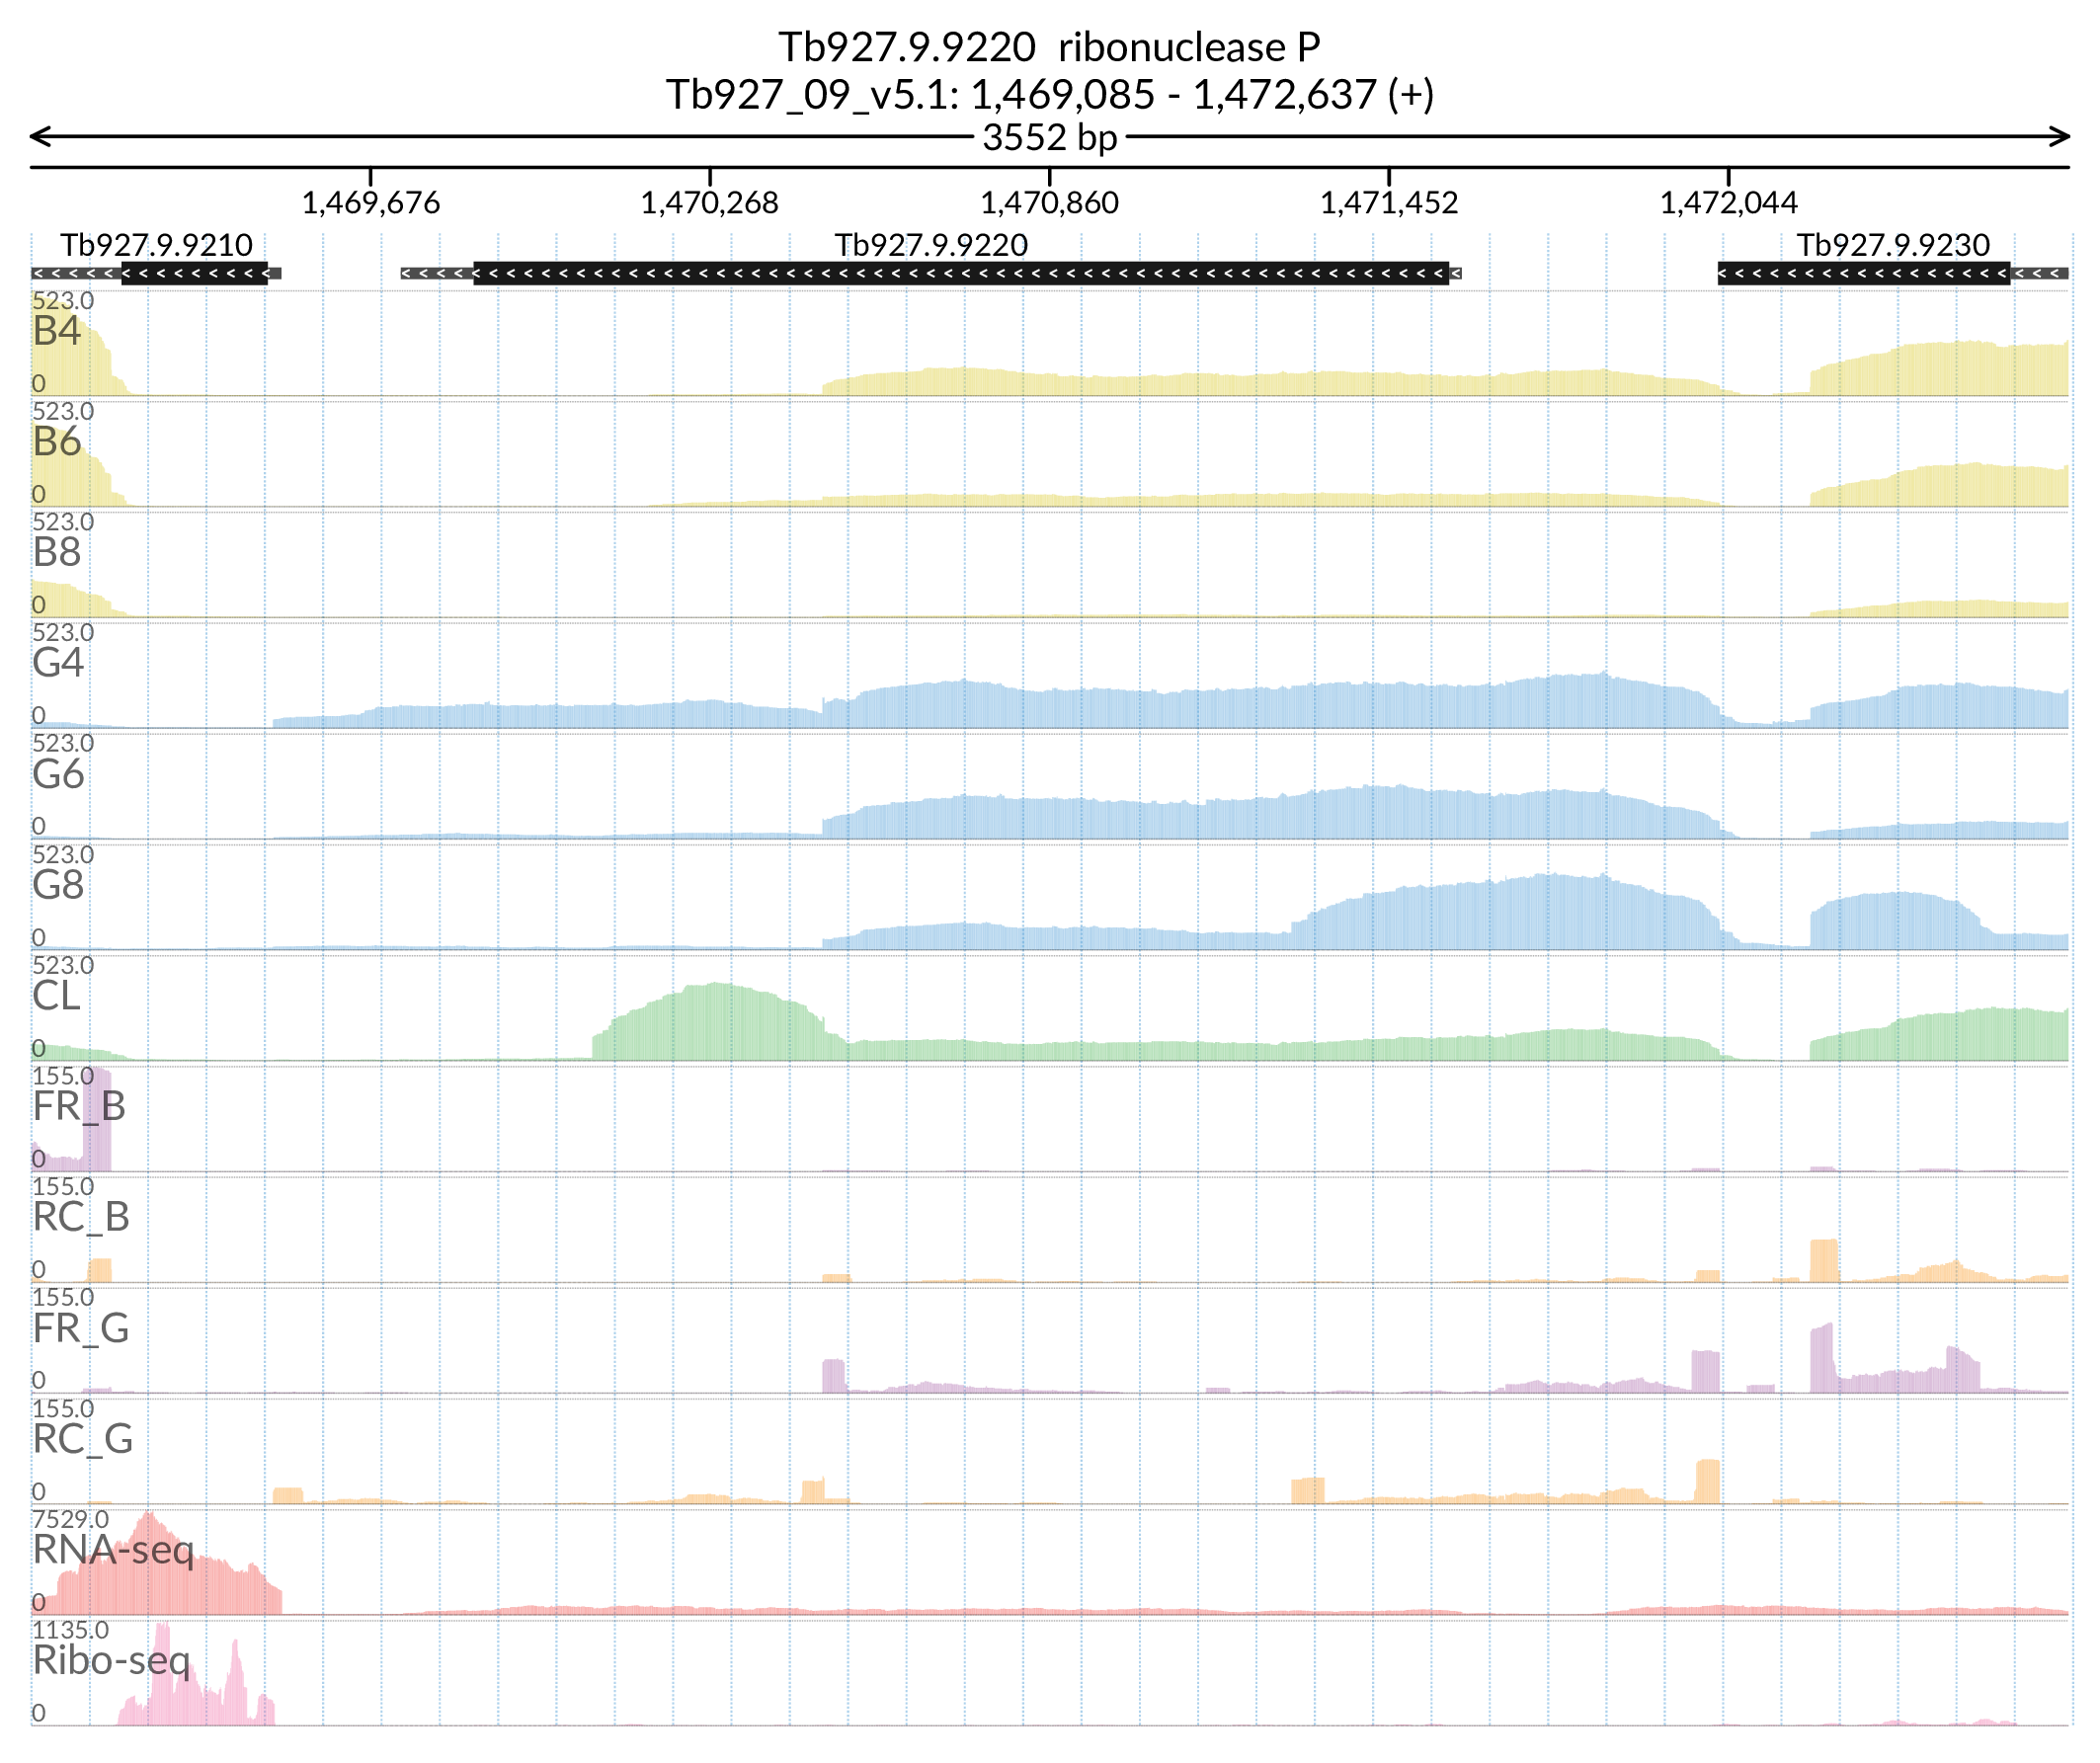 Tb927.9.9220 ribonuclease P
Tb927_09_v5.1: 1,469,085 - 1,472,637 (+)
3552 bp
1,469,676 1,470,268 1,470,860 1,471,452 1,472,044
Tb927.9.9210 Tb927.9.9220 Tb927.9.9230
523.0
B4
0
523.0
B6
0
523.0
B8
0
523.0
G4
0
523.0
G6
0
523.0
G8
0
523.0
CL
0
155.0
FR_B
0
155.0
RC_B
0
155.0
FR_G
0
155.0
RC_G
0
7529.0
RNA-seq
0
1135.0
Ribo-seq
0